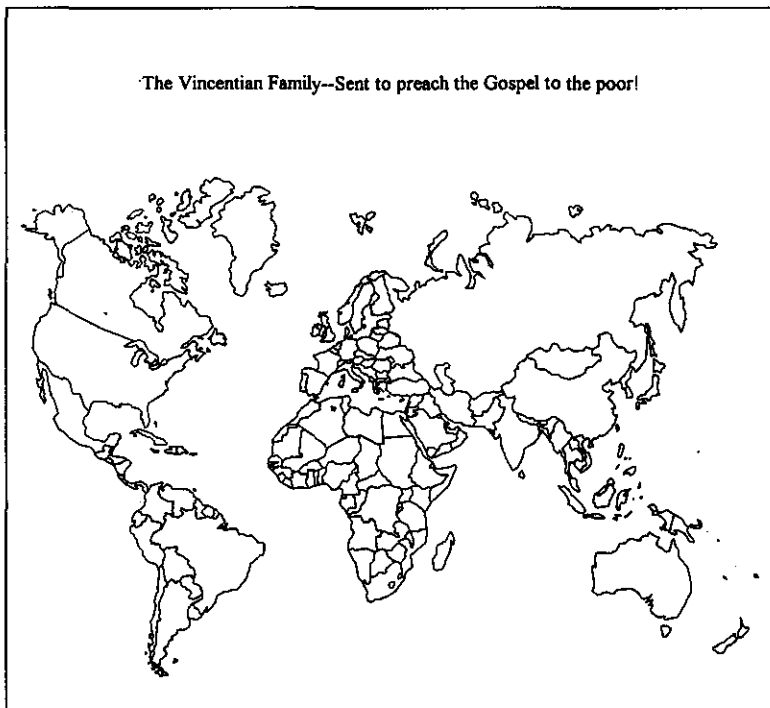 The Vincentian Family--Sent to preach the Gospel to the poor!